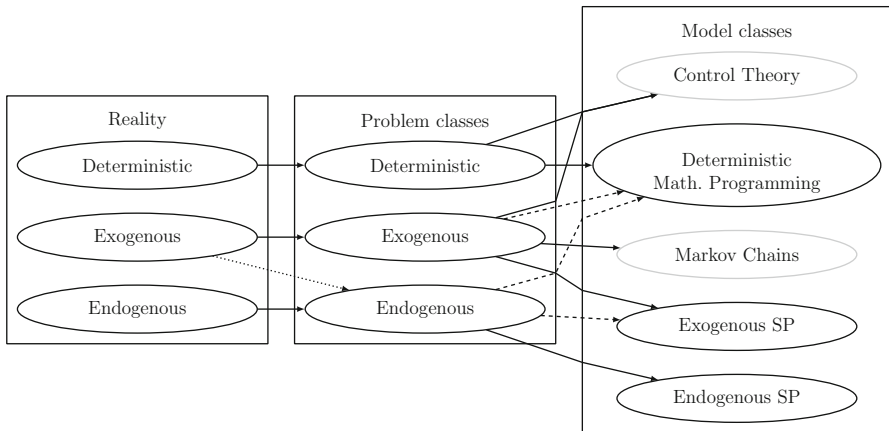 Reality
Deterministic
Exogenous
Endogenous
Problem classes
Deterministic
Exogenous
Endogenous
Model classes
Control Theory
Deterministic
Math. Programming
Markov Chains
Exogenous SP
Endogenous SP